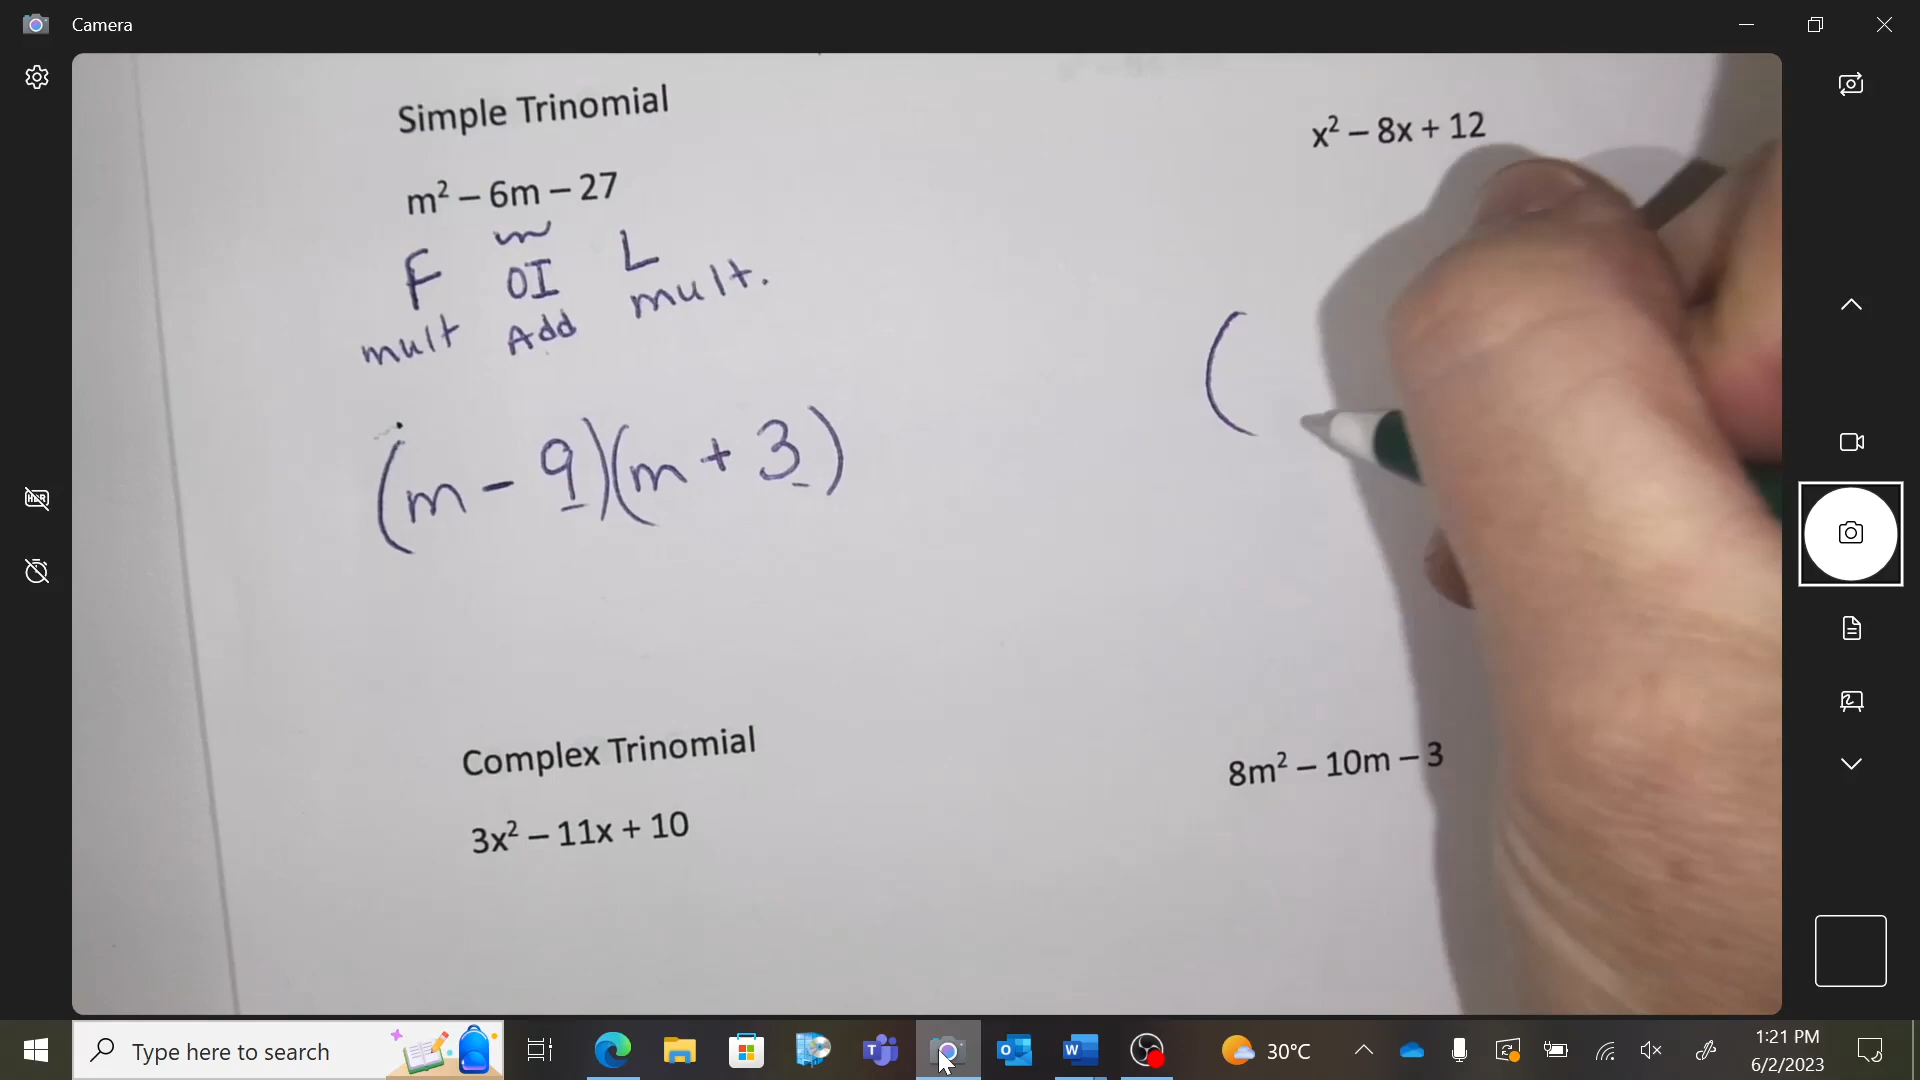 Camera
Simple Trinomial
m² – 6m – 27
F OI L
mult Add mult.
(m - 9)(m + 3)
x² – 8x + 12
(
Complex Trinomial
3x² – 11x + 10
8m² – 10m – 3
HDR
Type here to search
30°C
1:21 PM
6/2/2023